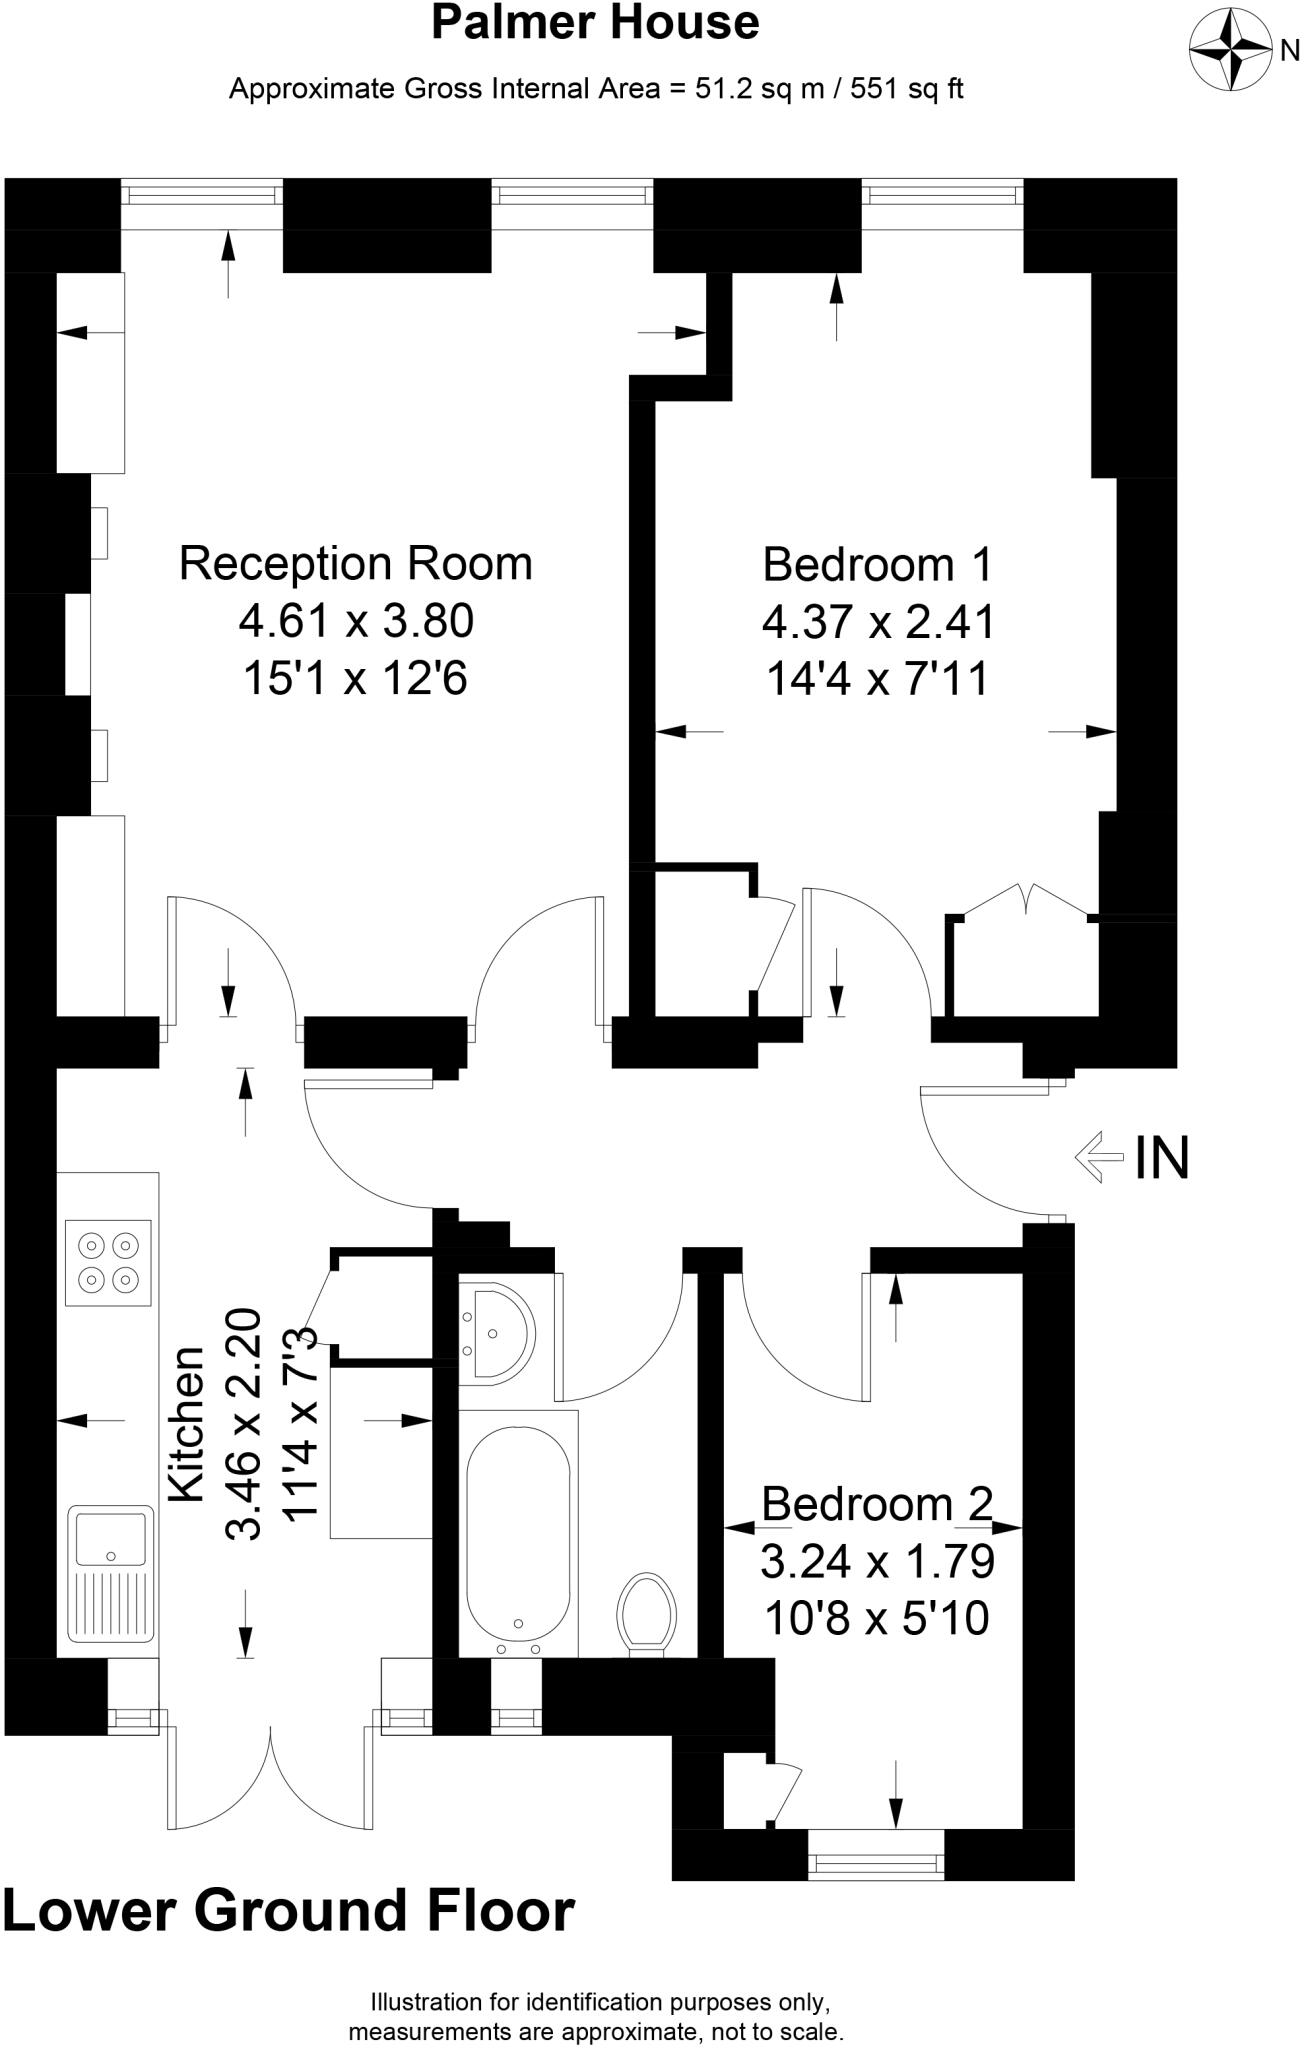 Palmer House
N
Approximate Gross Internal Area = 51.2 sq m / 551 sq ft
Reception Room
4.61 x 3.80
15'1 x 12'6
Bedroom 1
4.37 x 2.41
14'4 x 7'11
IN
Kitchen
3.46 x 2.20
11'4 x 7'3
Bedroom 2
3.24 x 1.79
10'8 x 5'10
Lower Ground Floor
Illustration for identification purposes only,
measurements are approximate, not to scale.